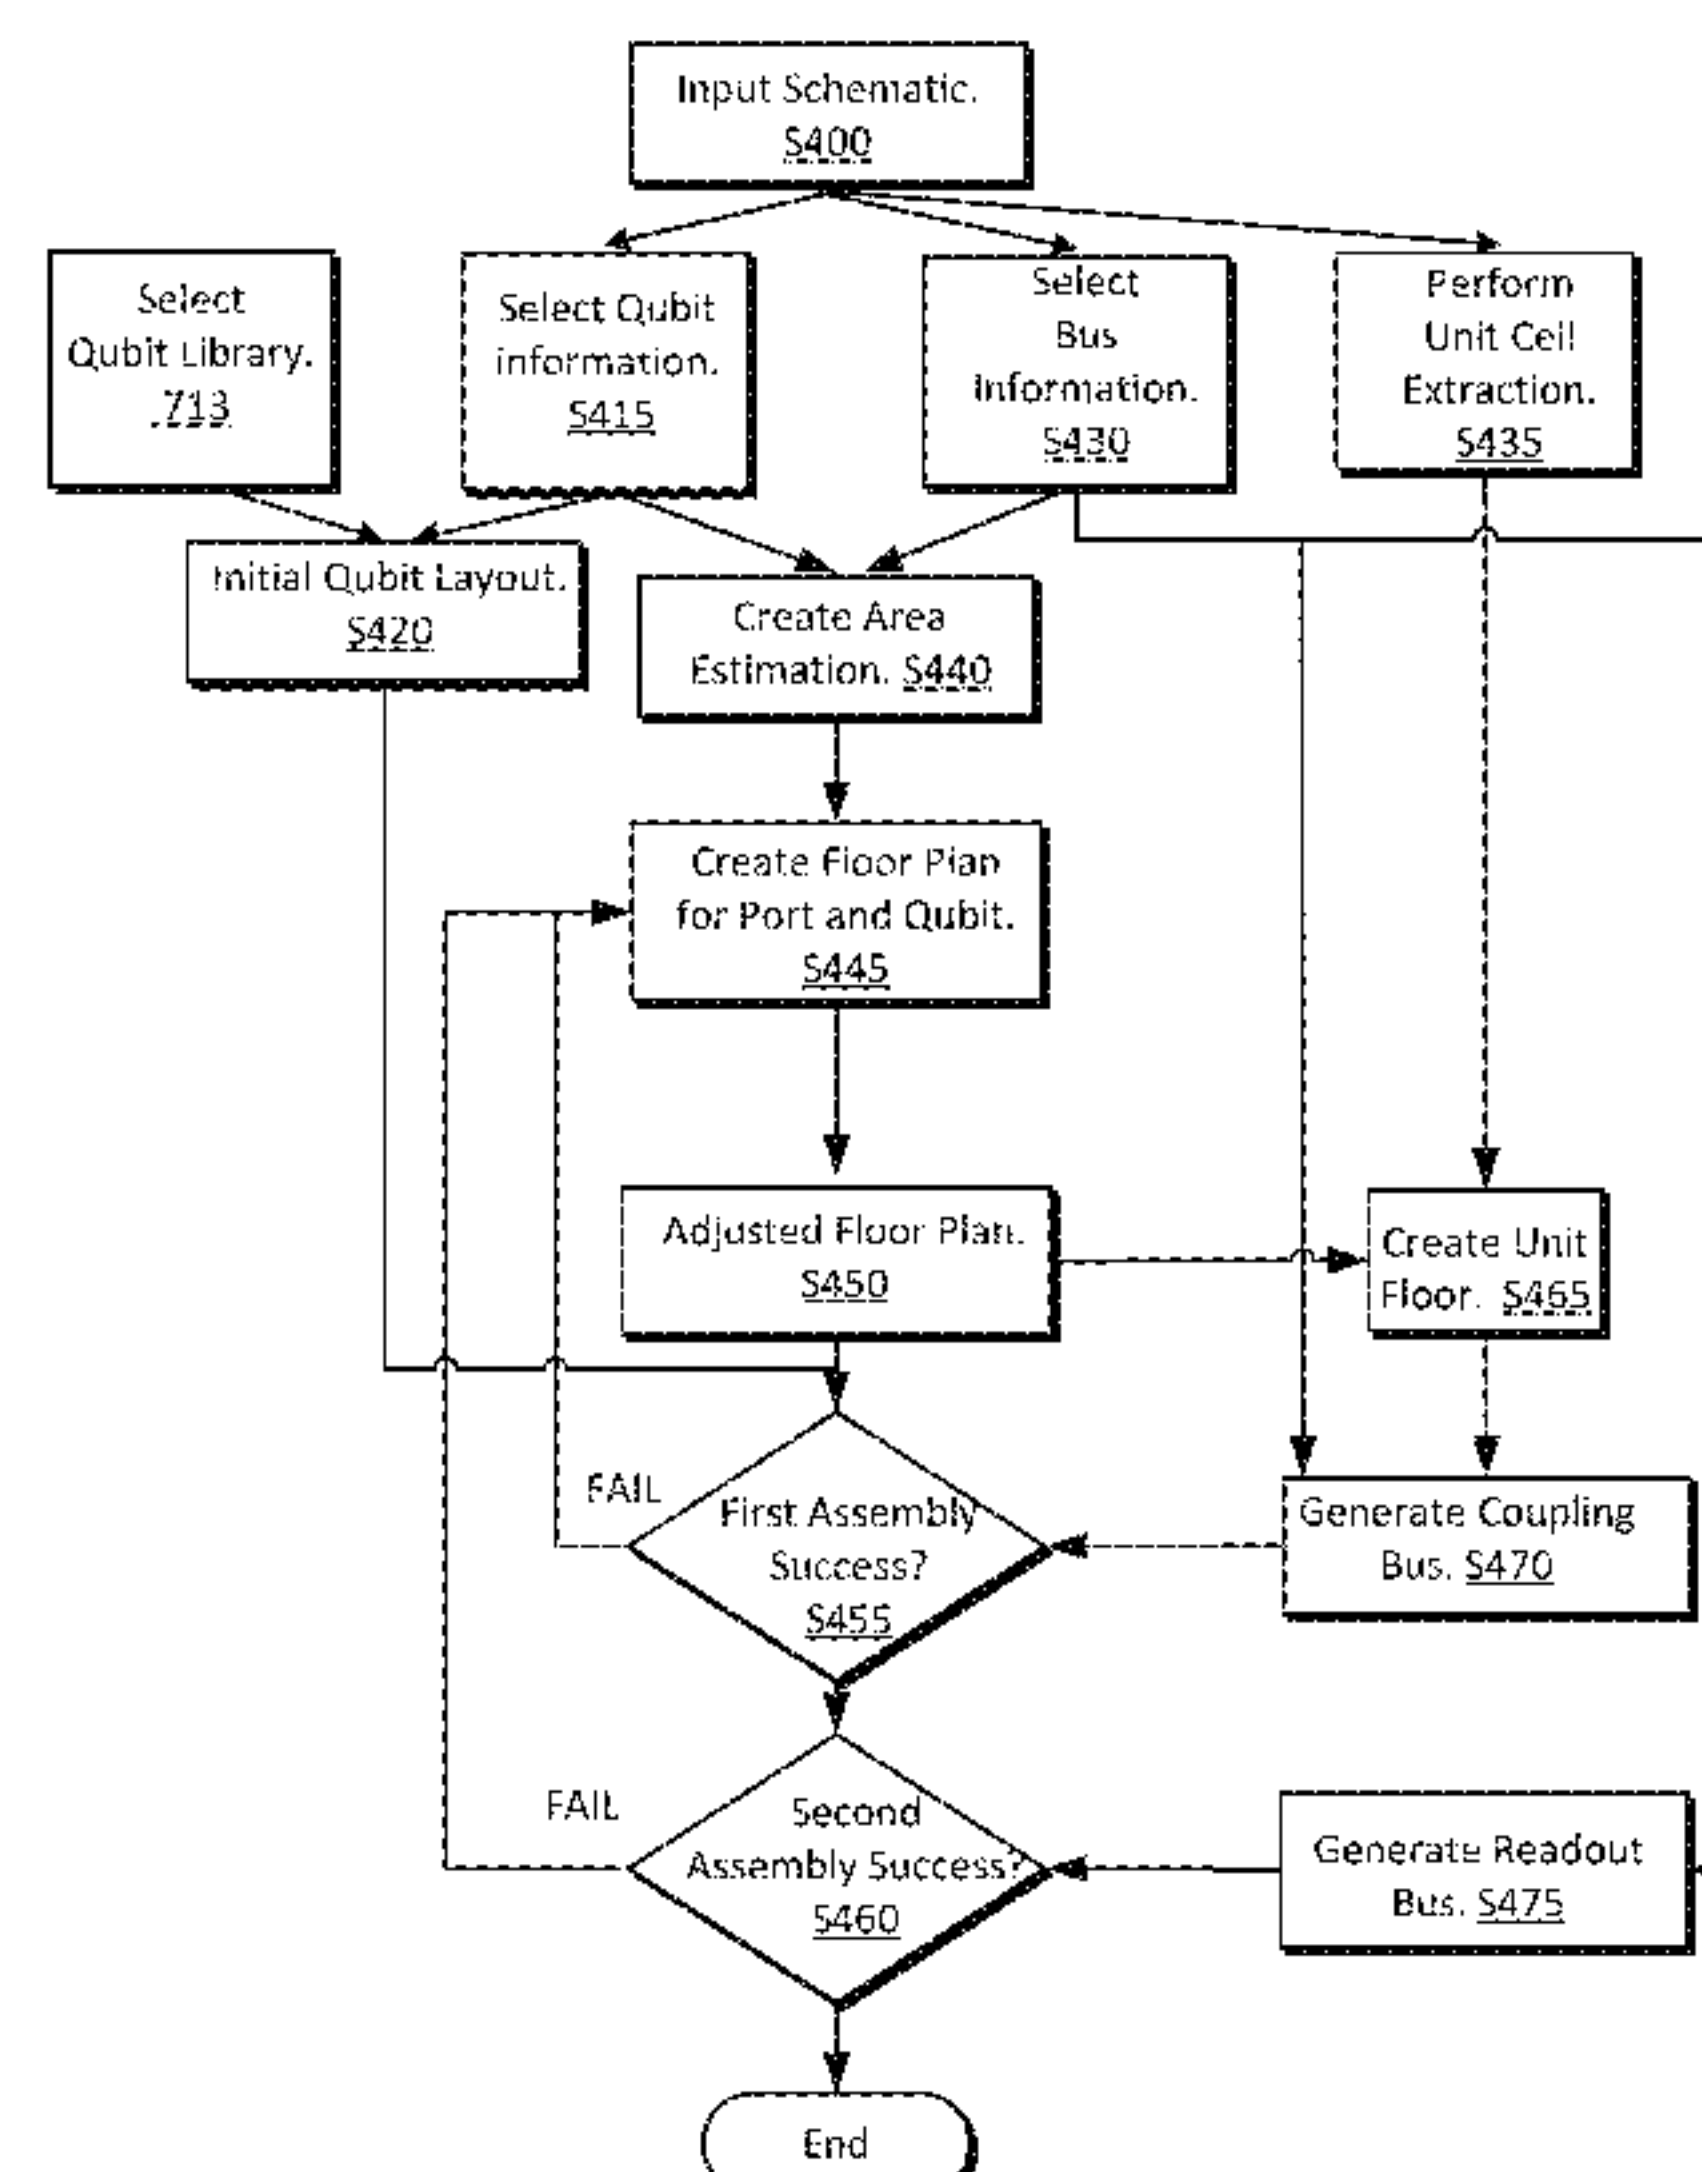 Input Schematic.
S400
Select
Qubit Library.
713
Select Qubit
information.
S415
Select
Bus
Information.
S430
Perform
Unit Cell
Extraction.
S435
Initial Qubit Layout.
S420
Create Area
Estimation. S440
Create Floor Plan
for Port and Qubit.
S445
Adjusted Floor Plan.
S450
Create Unit
Floor. S465
FAIL
First Assembly
Success?
S455
Generate Coupling
Bus. S470
FAIL
Second
Assembly Success?
S460
Generate Readout
Bus. S475
End